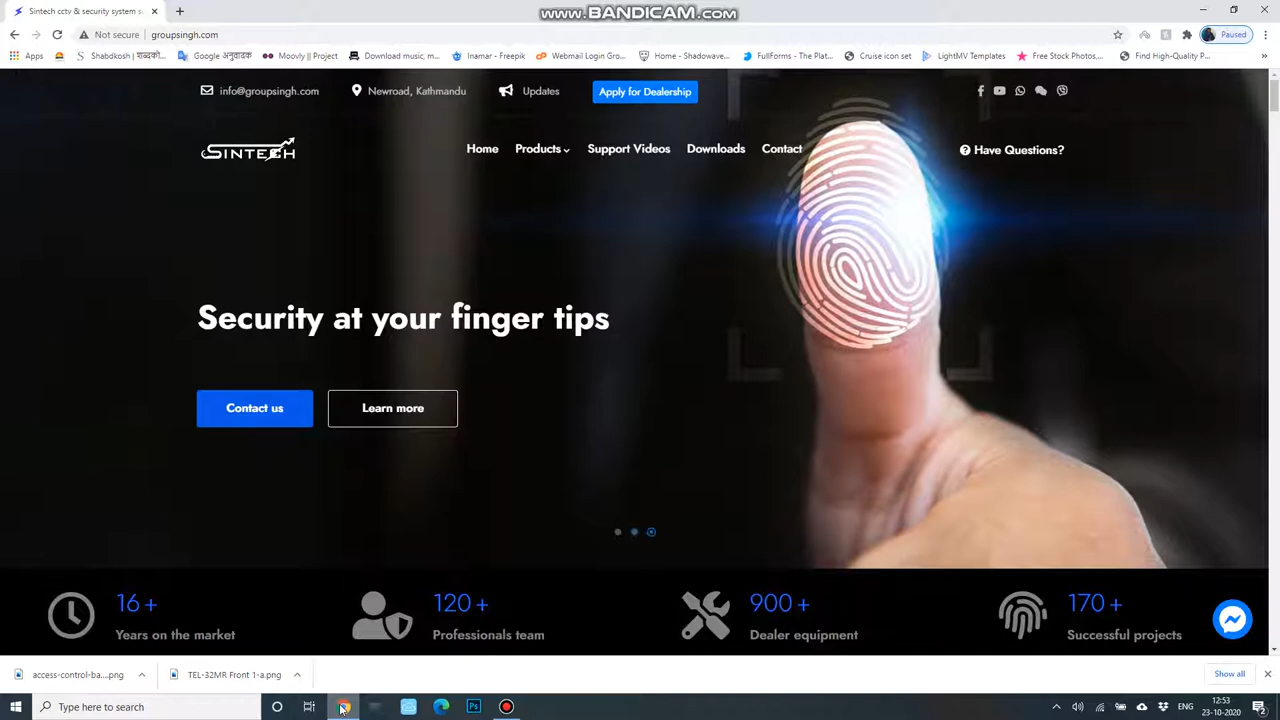 www.BANDICAM.com
Sintech cctv & security system s
Not secure | groupsingh.com
Paused
Apps
Shabdkosh | शब्दको...
Google अनुवादक
Moovly || Project
Download music, m...
Inamar - Freepik
Webmail Login Gro...
Home - Shadowave...
FullForms - The Plat...
Cruise icon set
LightMV Templates
Free Stock Photos,...
Find High-Quality P...
info@groupsingh.com
Newroad, Kathmandu
Updates
Apply for Dealership
SINTECH
Home
Products
Support Videos
Downloads
Contact
Have Questions?
Security at your finger tips
Contact us
Learn more
16 +
Years on the market
120 +
Professionals team
900 +
Dealer equipment
170 +
Successful projects
access-control-ba....png
TEL-32MR Front 1-a.png
Show all
Type here to search
Ps
ENG
12:53
23-10-2020
2